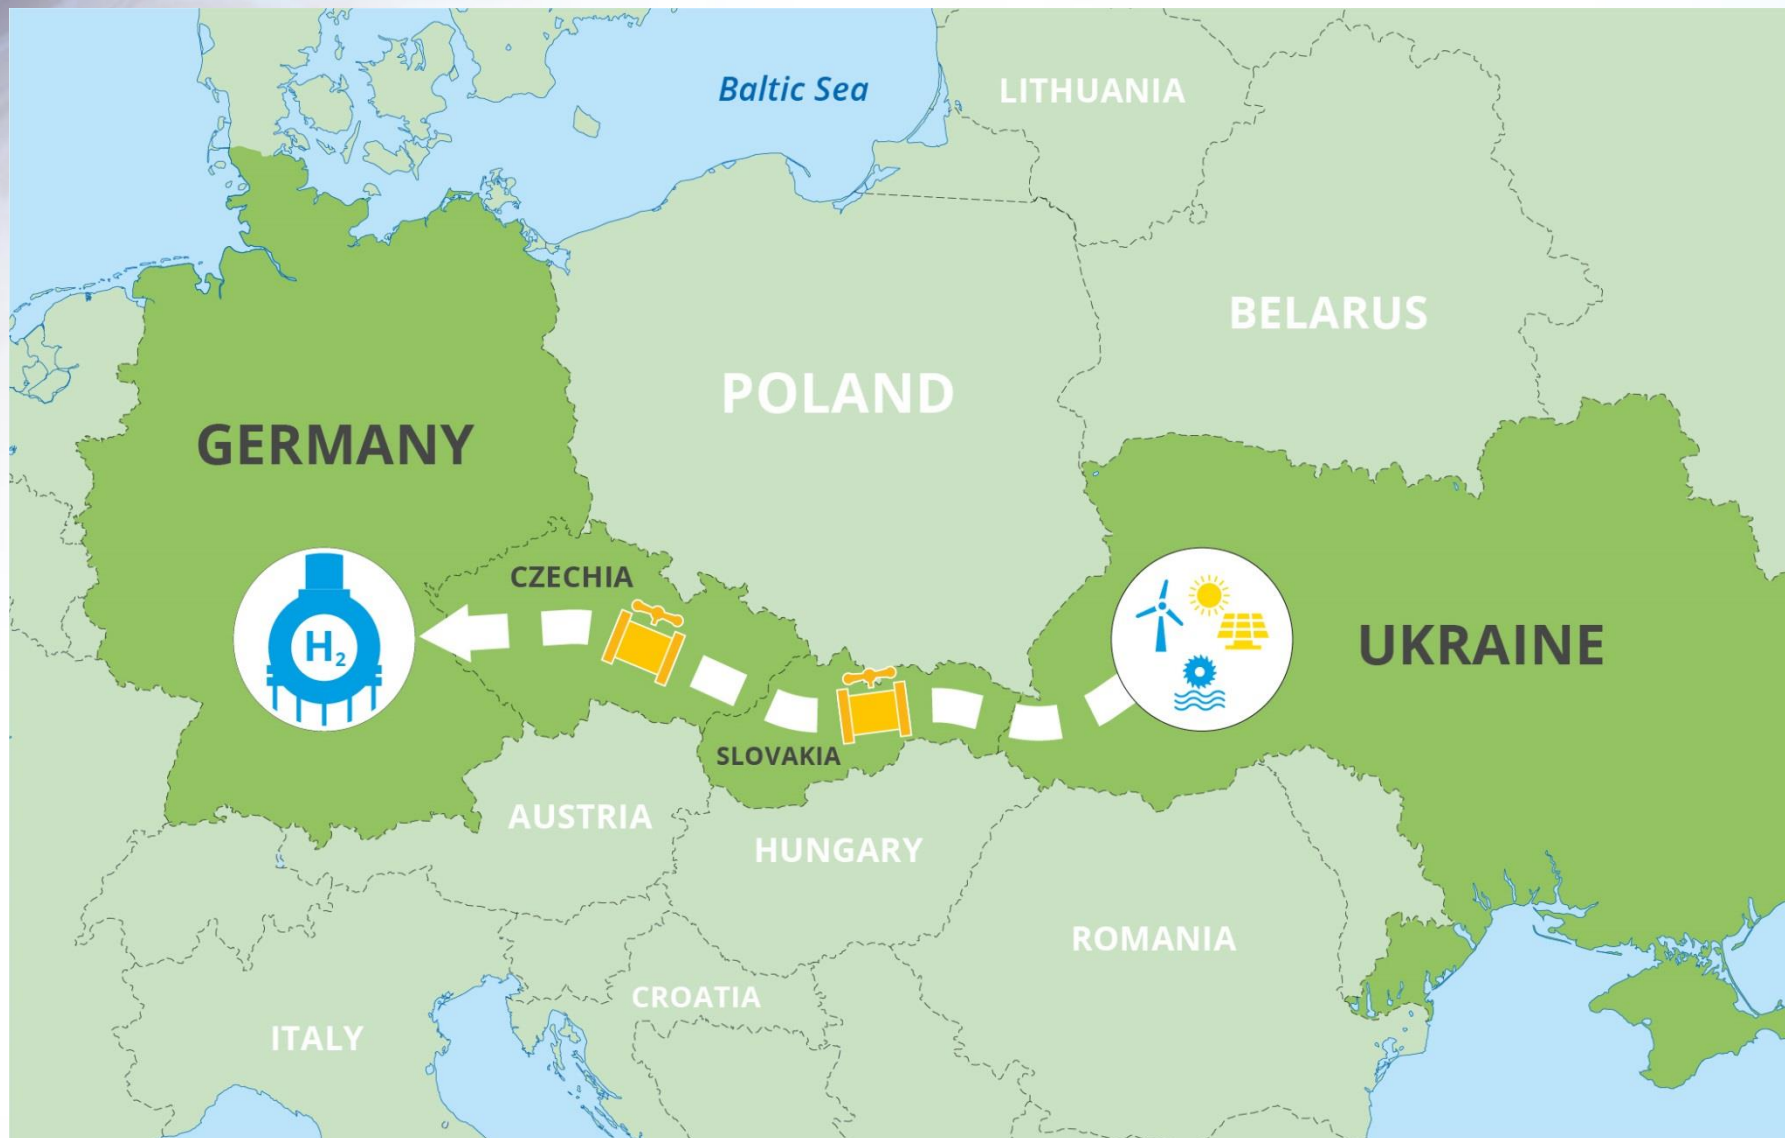 Baltic Sea
LITHUANIA
BELARUS
POLAND
GERMANY
CZECHIA
UKRAINE
H₂
SLOVAKIA
AUSTRIA
HUNGARY
ROMANIA
CROATIA
ITALY